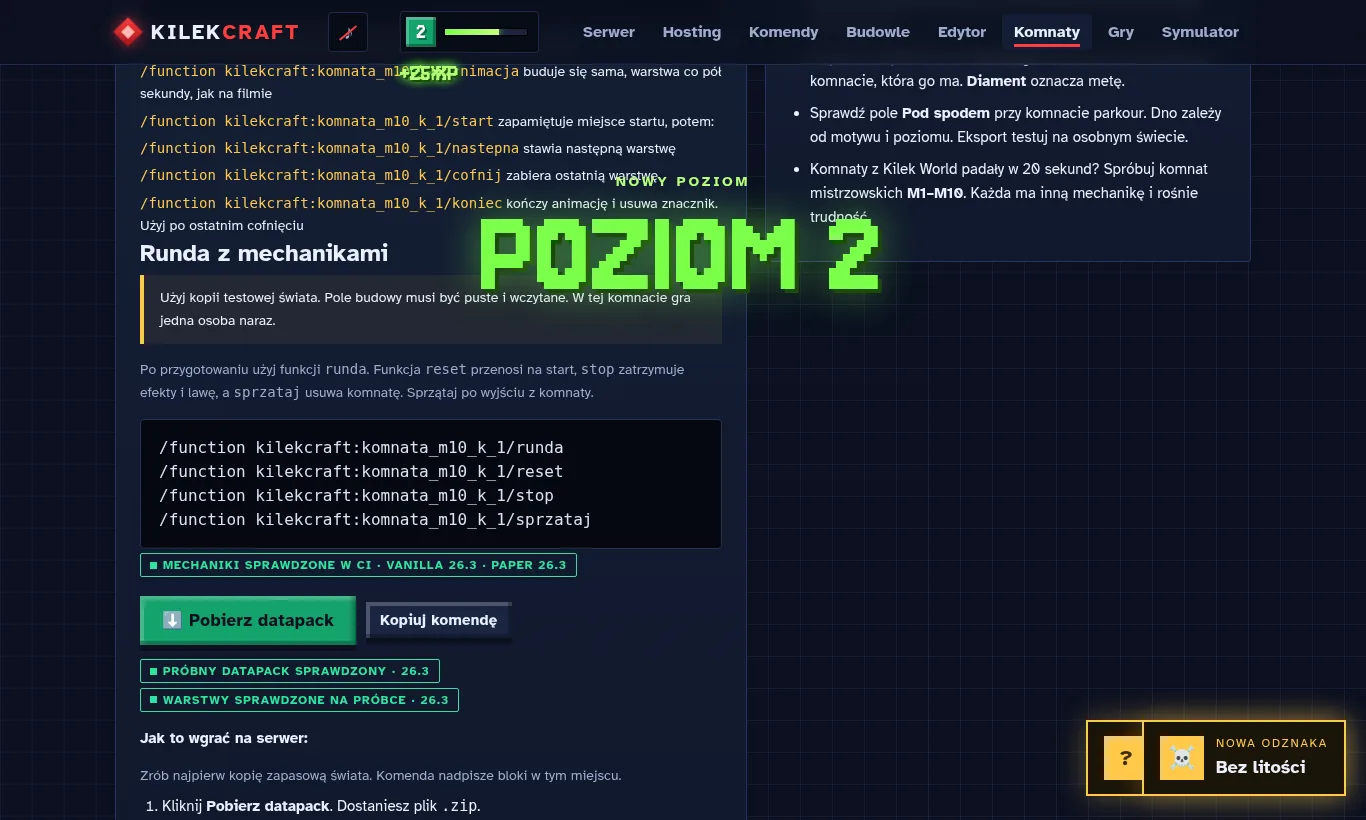 KILEKCRAFT
2
Serwer
Hosting
Komendy
Budowle
Edytor
Komnaty
Gry
Symulator
+25 XP
buduje się sama, warstwa co pół
sekundy, jak na filmie
/function kilekcraft:komnata_m10_k_1/start zapamiętuje miejsce startu, potem:
/function kilekcraft:komnata_m10_k_1/nastepna stawia następną warstwę
/function kilekcraft:komnata_m10_k_1/cofnij zabiera ostatnią warstwę.
/function kilekcraft:komnata_m10_k_1/koniec kończy animację i usuwa znacznik.
Użyj po ostatnim cofnięciu
NOWY POZIOM
POZIOM 2
Runda z mechanikami
Użyj kopii testowej świata. Pole budowy musi być puste i wczytane. W tej komnacie gra
jedna osoba naraz.
Po przygotowaniu użyj funkcji runda. Funkcja reset przenosi na start, stop zatrzymuje
efekty i lawę, a sprzataj usuwa komnatę. Sprzątaj po wyjściu z komnaty.
/function kilekcraft:komnata_m10_k_1/runda
/function kilekcraft:komnata_m10_k_1/reset
/function kilekcraft:komnata_m10_k_1/stop
/function kilekcraft:komnata_m10_k_1/sprzataj
MECHANIKI SPRAWDZONE W CI · VANILLA 26.3 · PAPER 26.3
Pobierz datapack
Kopiuj komendę
PRÓBNY DATAPACK SPRAWDZONY · 26.3
WARSTWY SPRAWDZONE NA PRÓBCE · 26.3
Jak to wgrać na serwer:
Zrób najpierw kopię zapasową świata. Komenda nadpisze bloki w tym miejscu.
1. Kliknij Pobierz datapack. Dostaniesz plik .zip.
komnacie, która go ma. Diament oznacza metę.
• Sprawdź pole Pod spodem przy komnacie parkour. Dno zależy
od motywu i poziomu. Eksport testuj na osobnym świecie.
• Komnaty z Kilek World padały w 20 sekund? Spróbuj komnat
mistrzowskich M1–M10. Każda ma inną mechanikę i rośnie
trudność.
?
NOWA ODZNAKA
Bez litości